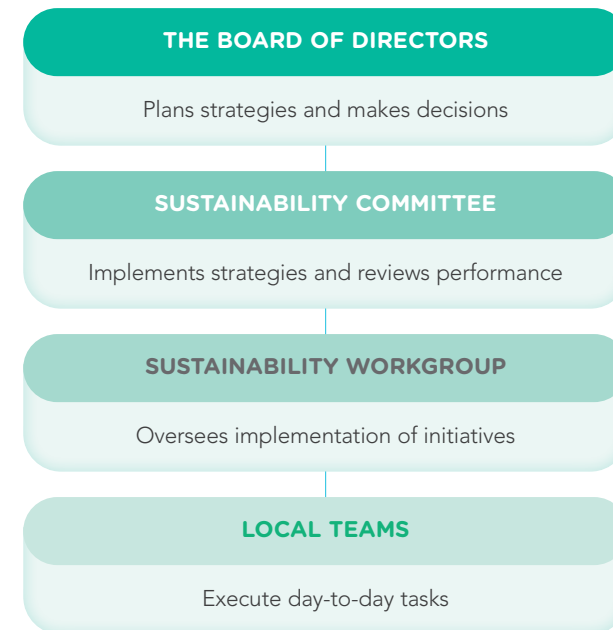 THE BOARD OF DIRECTORS
Plans strategies and makes decisions
SUSTAINABILITY COMMITTEE
Implements strategies and reviews performance
SUSTAINABILITY WORKGROUP
Oversees implementation of initiatives
LOCAL TEAMS
Execute day-to-day tasks